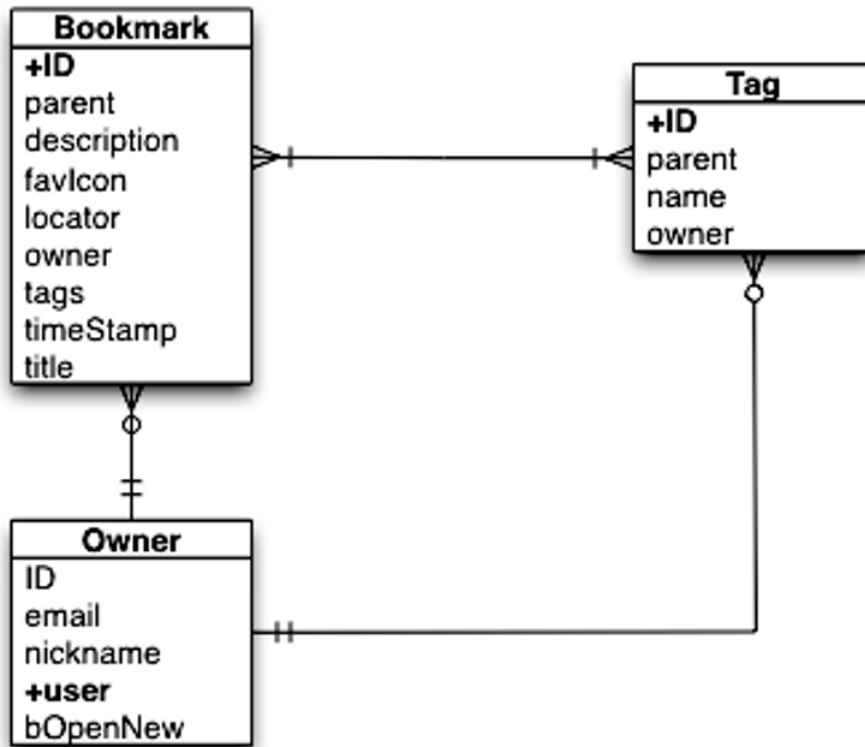 Bookmark
+ID
parent
description
favIcon
locator
owner
tags
timeStamp
title
Tag
+ID
parent
name
owner
Owner
ID
email
nickname
+user
bOpenNew